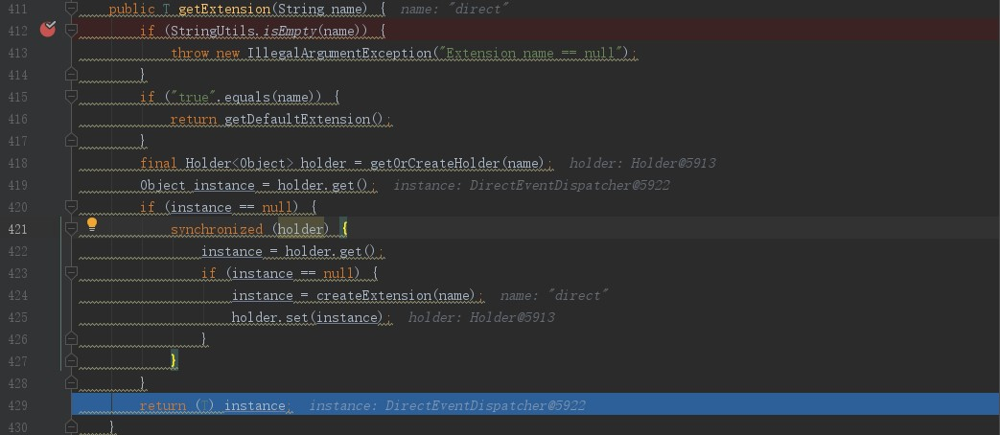 411 public T getExtension(String name) { name: "direct"
412 if (StringUtils.isEmpty(name)) {
413 throw new IllegalArgumentException("Extension name == null");
414 }
415 if ("true".equals(name)) {
416 return getDefaultExtension();
417 }
418 final Holder<Object> holder = getOrCreateHolder(name); holder: Holder@5913
419 Object instance = holder.get(); instance: DirectEventDispatcher@5922
420 if (instance == null) {
421 synchronized (holder) {
422 instance = holder.get();
423 if (instance == null) {
424 instance = createExtension(name); name: "direct"
425 holder.set(instance); holder: Holder@5913
426 }
427 }
428 }
429 return (T) instance; instance: DirectEventDispatcher@5922
430 }